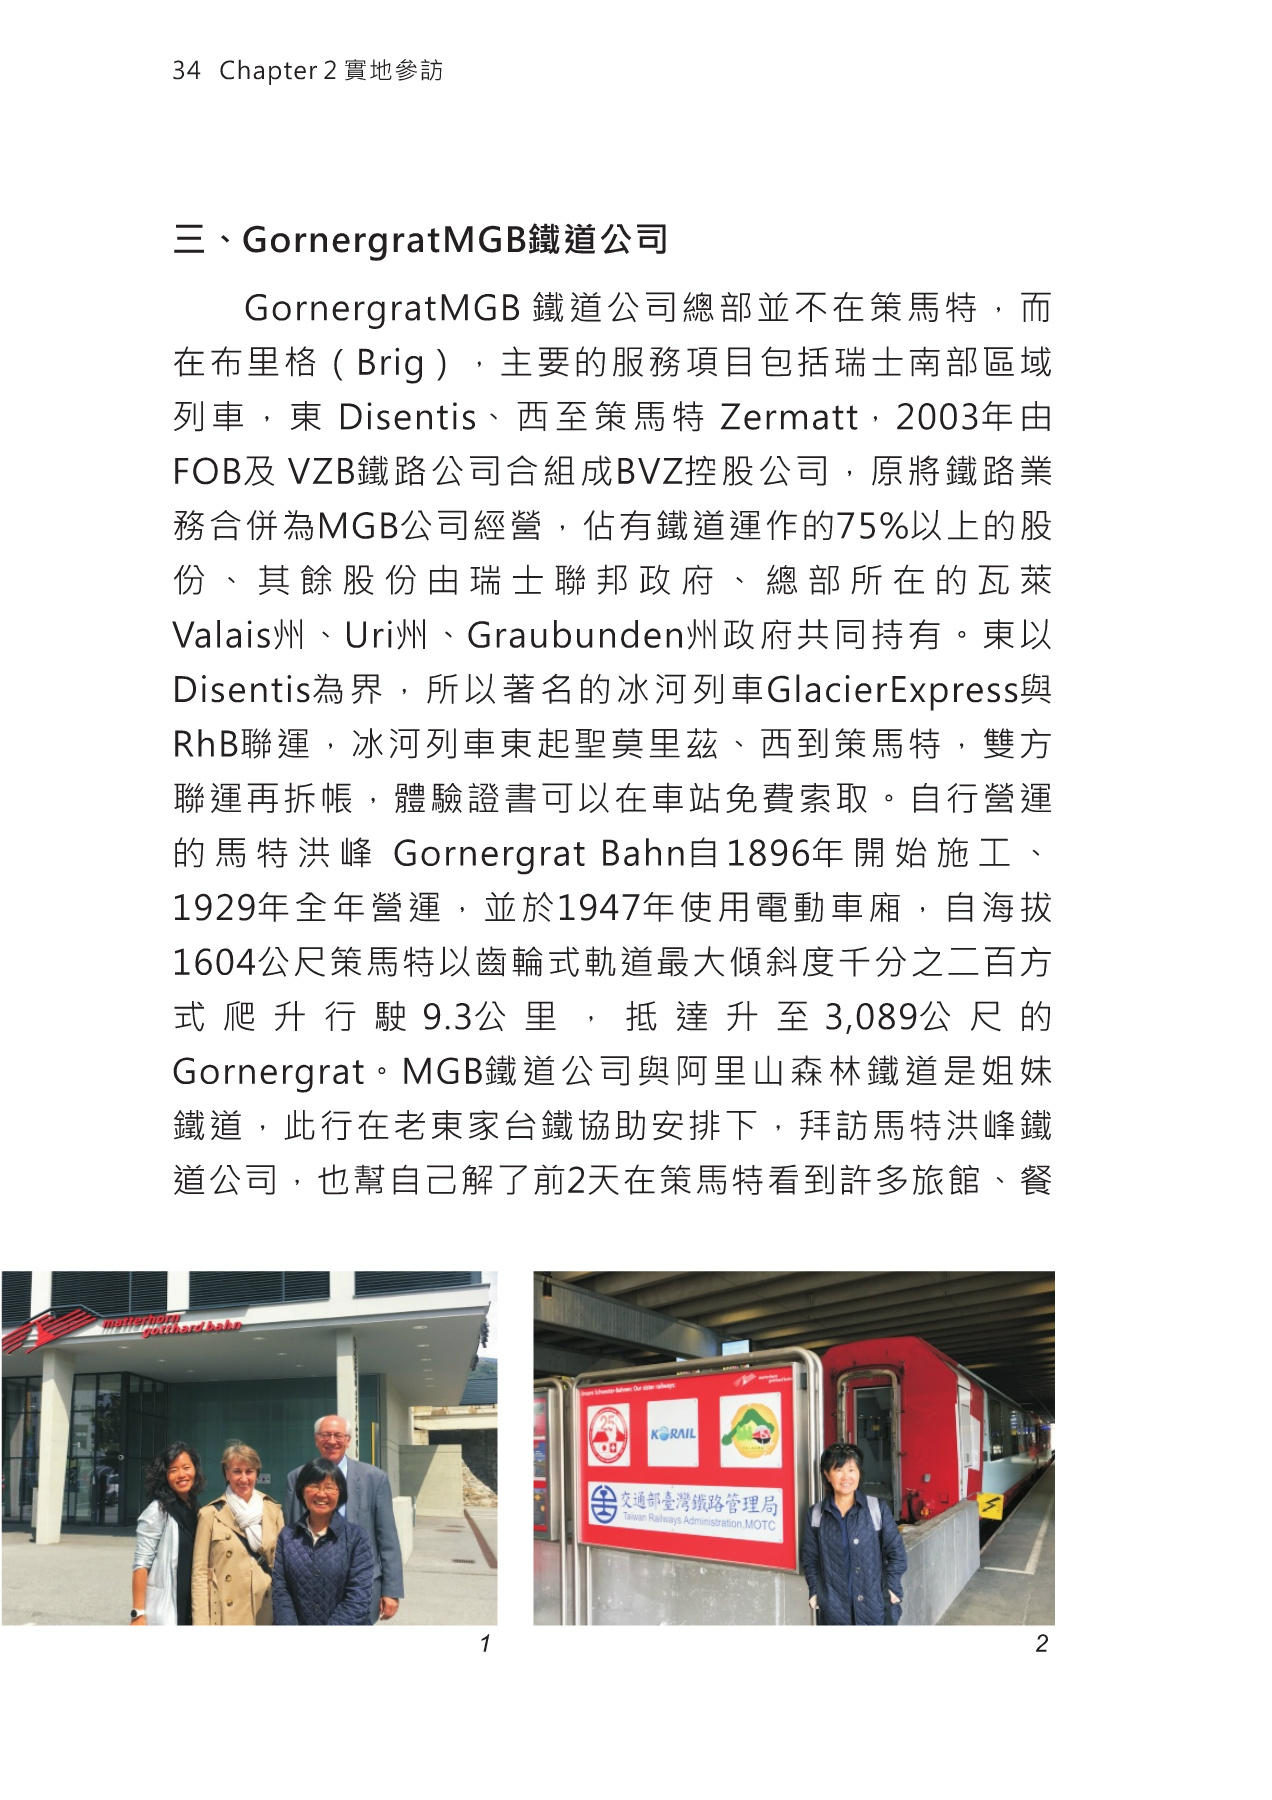 34 Chapter 2 實地參訪
三、GornergratMGB鐵道公司
GornergratMGB 鐵道公司總部並不在策馬特，而
在布里格（Brig），主要的服務項目包括瑞士南部區域
列車，東 Disentis、西至策馬特 Zermatt，2003年由
FOB及 VZB鐵路公司合組成BVZ控股公司，原將鐵路業
務合併為MGB公司經營，佔有鐵道運作的75%以上的股
份、其餘股份由瑞士聯邦政府、總部所在的瓦萊
Valais州、Uri州、Graubunden州政府共同持有。東以
Disentis為界，所以著名的冰河列車GlacierExpress與
RhB聯運，冰河列車東起聖莫里茲、西到策馬特，雙方
聯運再拆帳，體驗證書可以在車站免費索取。自行營運
的馬特洪峰 Gornergrat Bahn自1896年開始施工、
1929年全年營運，並於1947年使用電動車廂，自海拔
1604公尺策馬特以齒輪式軌道最大傾斜度千分之二百方
式爬升行駛9.3公里，抵達升至3,089公尺的
Gornergrat。MGB鐵道公司與阿里山森林鐵道是姐妹
鐵道，此行在老東家台鐵協助安排下，拜訪馬特洪峰鐵
道公司，也幫自己解了前2天在策馬特看到許多旅館、餐
matterhorn
gotthard bahn
Unsere Schwester-Bahnen: Our sister railways:
matterhorn
gotthard bahn
25
KORAIL
交通部臺灣鐵路管理局
Taiwan Railways Administration,MOTC
1
2